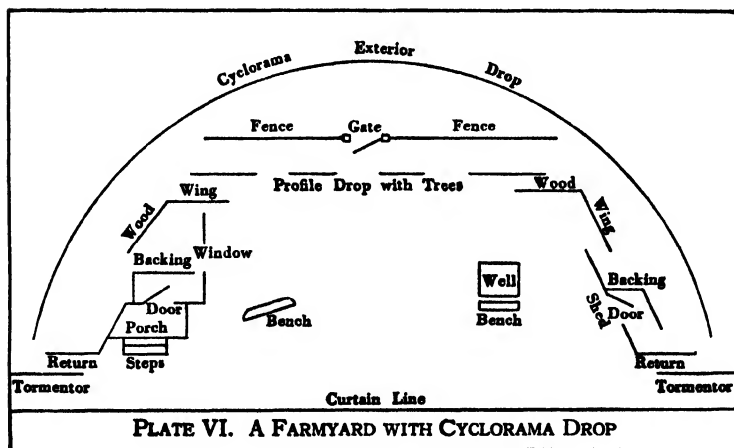 Cyclorama Exterior Drop
Fence Gate Fence
Profile Drop with Trees
Wood Wing
Wood Wing
Backing Window
Door
Porch
Steps
Bench
Well
Bench
Backing
Shed Door
Return
Return
Tormentor
Tormentor
Curtain Line
PLATE VI. A FARMYARD WITH CYCLORAMA DROP